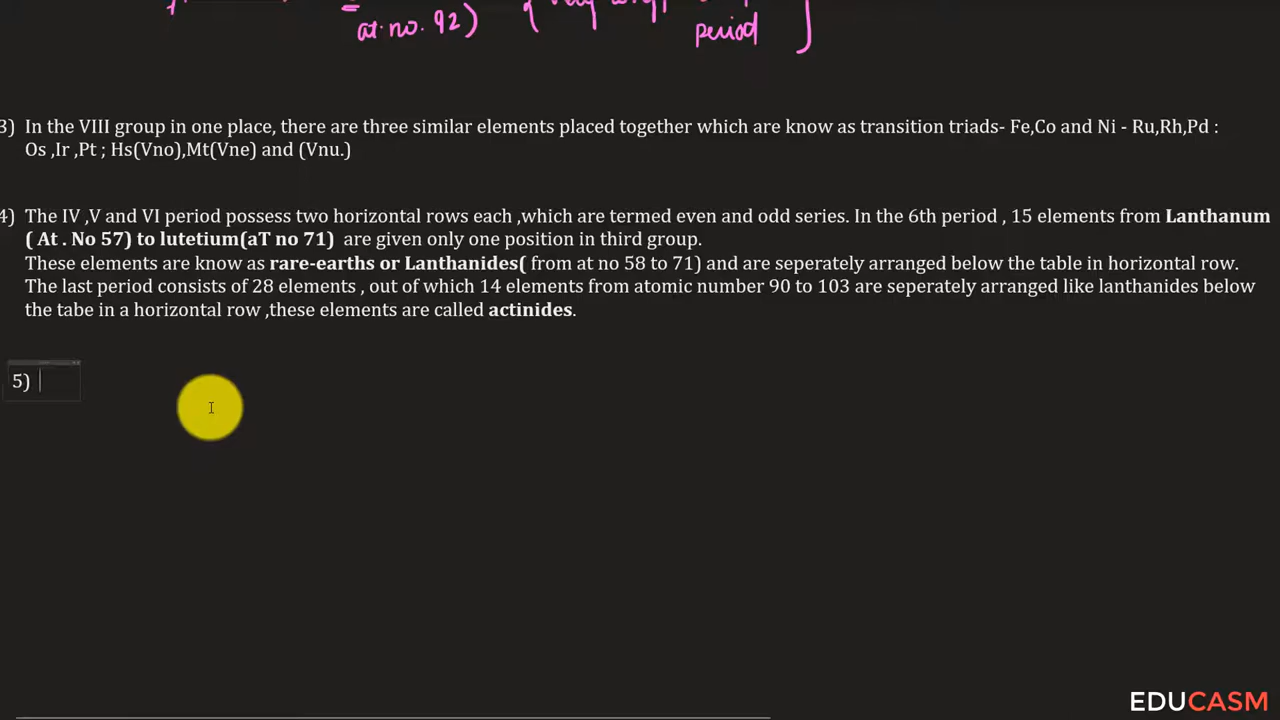 at. no. 92)
period
3) In the VIII group in one place, there are three similar elements placed together which are know as transition triads- Fe,Co and Ni - Ru,Rh,Pd :
Os ,Ir ,Pt ; Hs(Vno),Mt(Vne) and (Vnu.)
4) The IV ,V and VI period possess two horizontal rows each ,which are termed even and odd series. In the 6th period , 15 elements from Lanthanum
( At . No 57) to lutetium(aT no 71) are given only one position in third group.
These elements are know as rare-earths or Lanthanides( from at no 58 to 71) and are seperately arranged below the table in horizontal row.
The last period consists of 28 elements , out of which 14 elements from atomic number 90 to 103 are seperately arranged like lanthanides below
the tabe in a horizontal row ,these elements are called actinides.
5)
EDUCASM